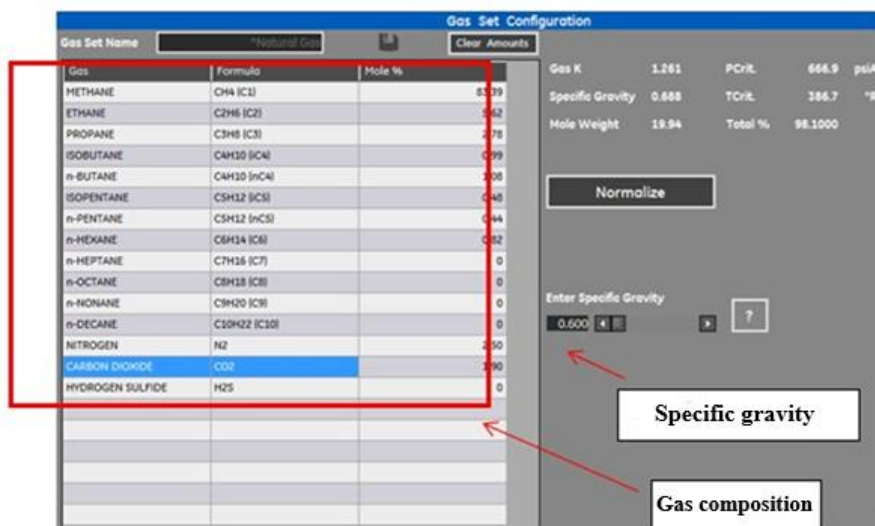 Gas Set Configuration
Gas Set Name *Natural Gas Clear Amounts
Gas Formula Mole %
Gas K 1.261 PCrit. 666.9 psiA
METHANE CH4 (C1)
Specific Gravity 0.688 TCrit. 386.7
ETHANE C2H6 (C2)
Mole Weight 19.94 Total % 98.1000
PROPANE C3H8 (C3)
ISOBUTANE C4H10 (iC4)
n-BUTANE C4H10 (nC4)
Normalize
ISOPENTANE C5H12 (iC5)
n-PENTANE C5H12 (nC5)
n-HEXANE C6H14 (C6)
n-HEPTANE C7H16 (C7) 0
n-OCTANE C8H18 (C8) 0
Enter Specific Gravity
n-NONANE C9H20 (C9) 0
n-DECANE C10H22 (C10) 0
0.600 ?
NITROGEN N2
CARBON DIOXIDE CO2
HYDROGEN SULFIDE H2S 0
Specific gravity
Gas composition